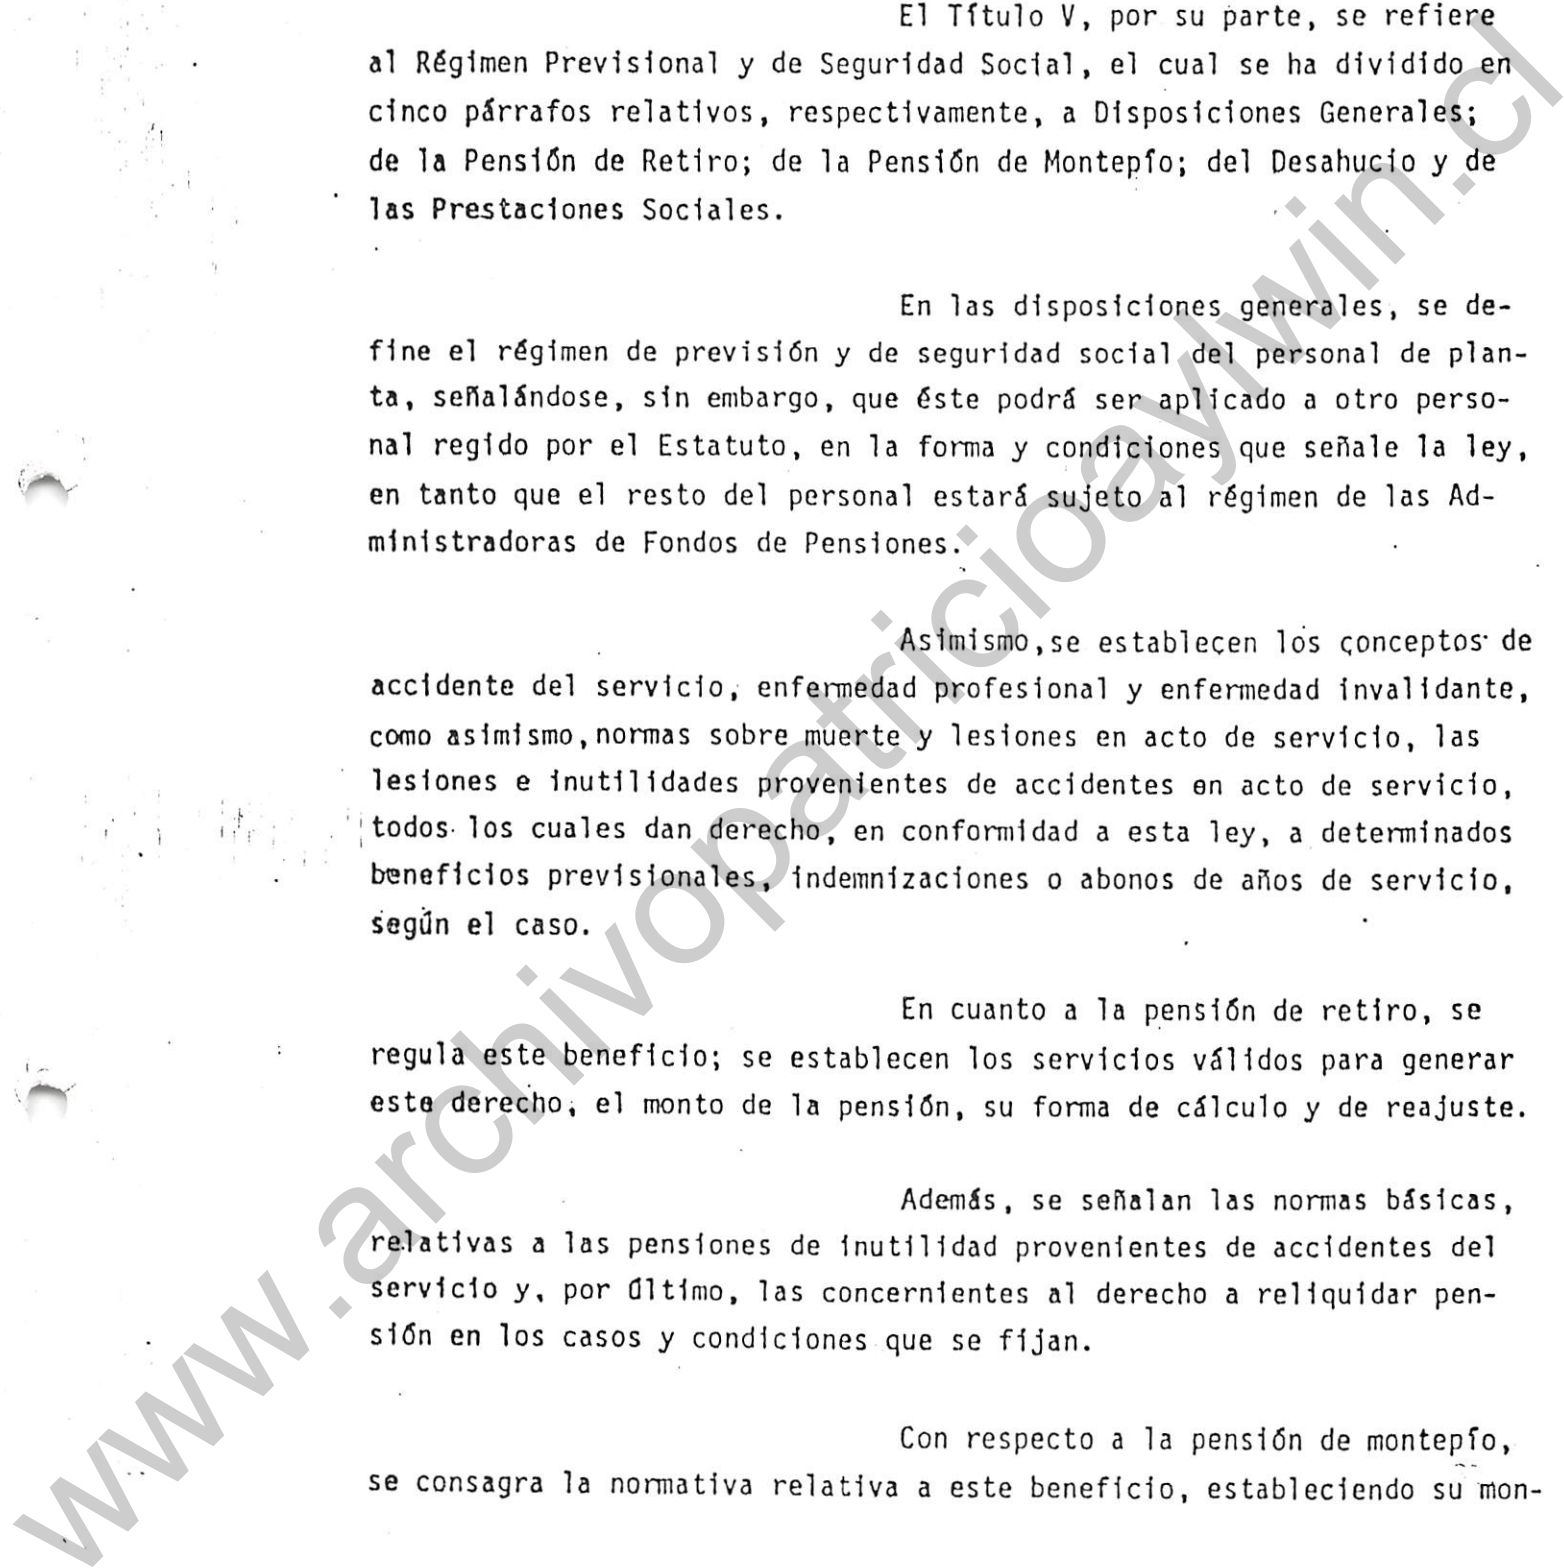 El Título V, por su parte, se refiere
al Régimen Previsional y de Seguridad Social, el cual se ha dividido en
cinco párrafos relativos, respectivamente, a Disposiciones Generales;
de la Pensión de Retiro; de la Pensión de Montepío; del Desahucio y de
las Prestaciones Sociales.
En las disposiciones generales, se de-
fine el régimen de previsión y de seguridad social del personal de plan-
ta, señalándose, sin embargo, que éste podrá ser aplicado a otro perso-
nal regido por el Estatuto, en la forma y condiciones que señale la ley,
en tanto que el resto del personal estará sujeto al régimen de las Ad-
ministradoras de Fondos de Pensiones.
Asimismo, se establecen los conceptos de
accidente del servicio, enfermedad profesional y enfermedad invalidante,
como asimismo, normas sobre muerte y lesiones en acto de servicio, las
lesiones e inutilidades provenientes de accidentes en acto de servicio,
todos los cuales dan derecho, en conformidad a esta ley, a determinados
beneficios previsionales, indemnizaciones o abonos de años de servicio,
según el caso.
En cuanto a la pensión de retiro, se
regula este beneficio; se establecen los servicios válidos para generar
este derecho, el monto de la pensión, su forma de cálculo y de reajuste.
Además, se señalan las normas básicas,
relativas a las pensiones de inutilidad provenientes de accidentes del
servicio y, por último, las concernientes al derecho a reliquidar pen-
sión en los casos y condiciones que se fijan.
Con respecto a la pensión de montepío,
se consagra la normativa relativa a este beneficio, estableciendo su mon-
www.archivopatricioaylwin.cl